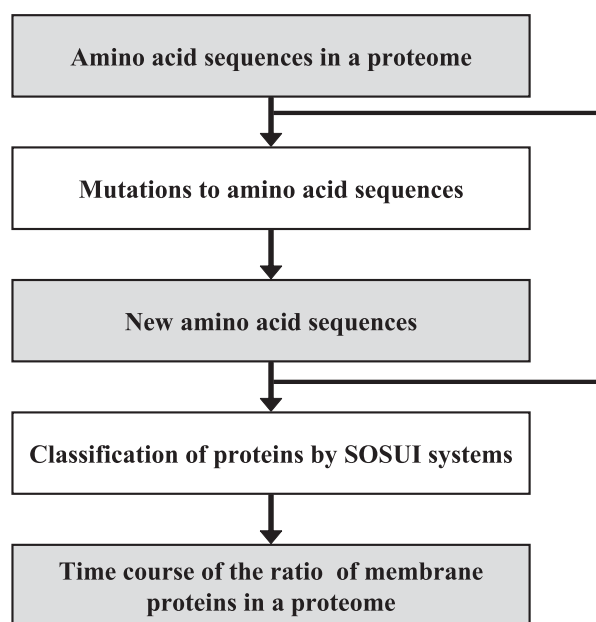 Amino acid sequences in a proteome
Mutations to amino acid sequences
New amino acid sequences
Classification of proteins by SOSUI systems
Time course of the ratio of membrane
proteins in a proteome